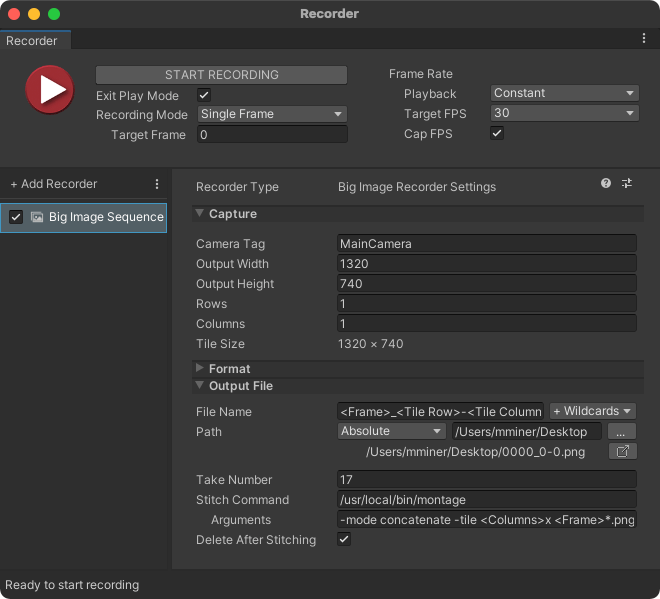 Recorder
Recorder
START RECORDING
Exit Play Mode
Recording Mode Single Frame
Target Frame 0
Frame Rate
Playback Constant
Target FPS 30
Cap FPS
+ Add Recorder
Big Image Sequence
Recorder Type Big Image Recorder Settings
Capture
Camera Tag MainCamera
Output Width 1320
Output Height 740
Rows 1
Columns 1
Tile Size 1320 × 740
Format
Output File
File Name <Frame>_<Tile Row>-<Tile Column + Wildcards
Path Absolute /Users/mminer/Desktop ...
/Users/mminer/Desktop/0000_0-0.png
Take Number 17
Stitch Command /usr/local/bin/montage
Arguments -mode concatenate -tile <Columns>x <Frame>*.png
Delete After Stitching
Ready to start recording